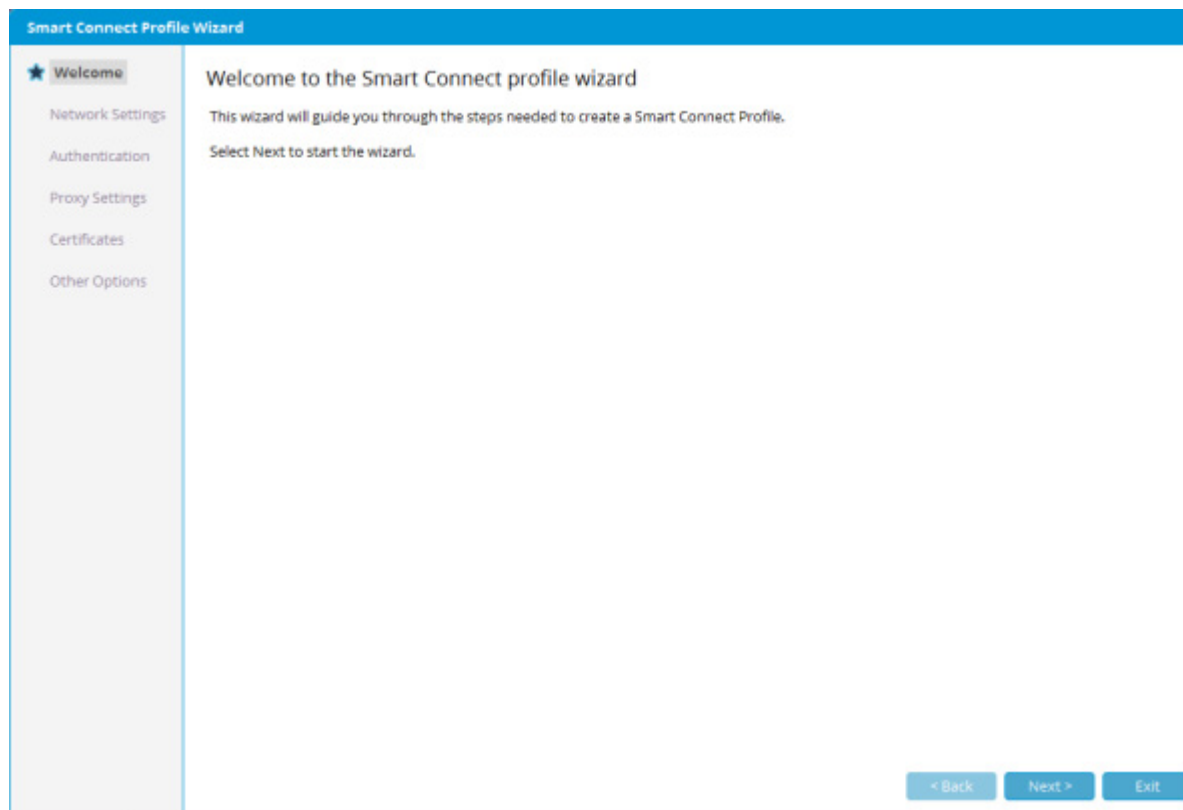 Smart Connect Profile Wizard
Welcome
Network Settings
Authentication
Proxy Settings
Certificates
Other Options
Welcome to the Smart Connect profile wizard
This wizard will guide you through the steps needed to create a Smart Connect Profile.
Select Next to start the wizard.
< Back Next > Exit